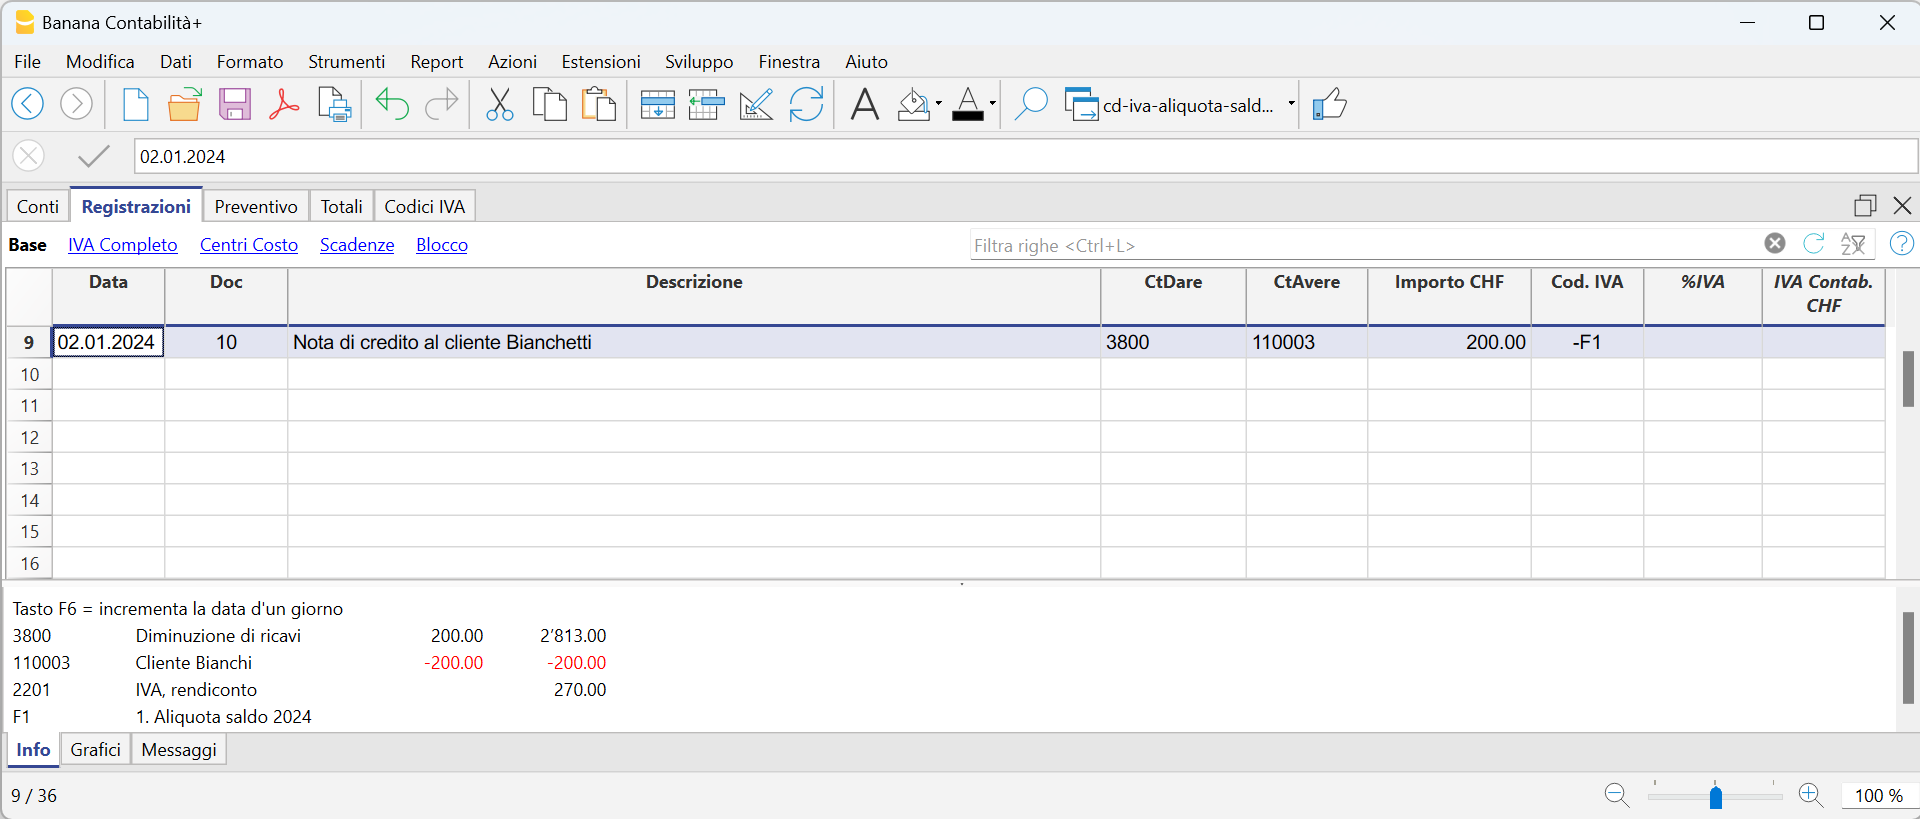 Banana Contabilità+
File Modifica Dati Formato Strumenti Report Azioni Estensioni Sviluppo Finestra Aiuto
cd-iva-aliquota-sald...
02.01.2024
Conti Registrazioni Preventivo Totali Codici IVA
Base IVA Completo Centri Costo Scadenze Blocco Filtra righe <Ctrl+L>
Data Doc Descrizione CtDare CtAvere Importo CHF Cod. IVA %IVA IVA Contab. CHF
9 02.01.2024 10 Nota di credito al cliente Bianchetti 3800 110003 200.00 -F1
10
11
12
13
14
15
16
Tasto F6 = incrementa la data d'un giorno
3800 Diminuzione di ricavi 200.00 2’813.00
110003 Cliente Bianchi -200.00 -200.00
2201 IVA, rendiconto 270.00
F1 1. Aliquota saldo 2024
Info Grafici Messaggi
9 / 36 100 %